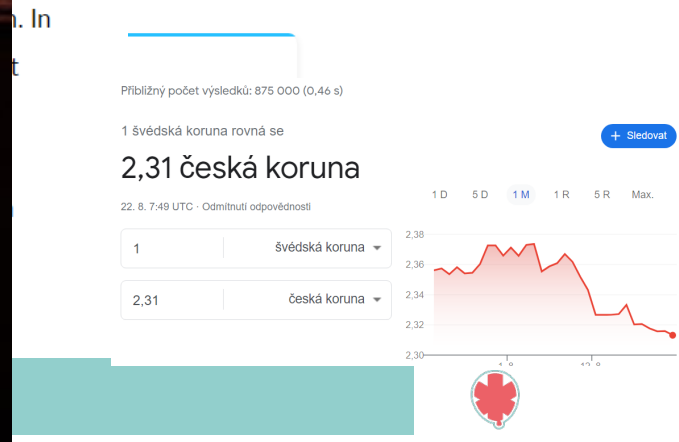 In
Přibližný počet výsledků: 875 000 (0,46 s)
1 švédská koruna rovná se
+ Sledovat
2,31 česká koruna
1 D 5 D 1 M 1 R 5 R Max.
22. 8. 7:49 UTC · Odmítnutí odpovědnosti
1 švédská koruna
2,31 česká koruna
2,38
2,36
2,34
2,32
2,30